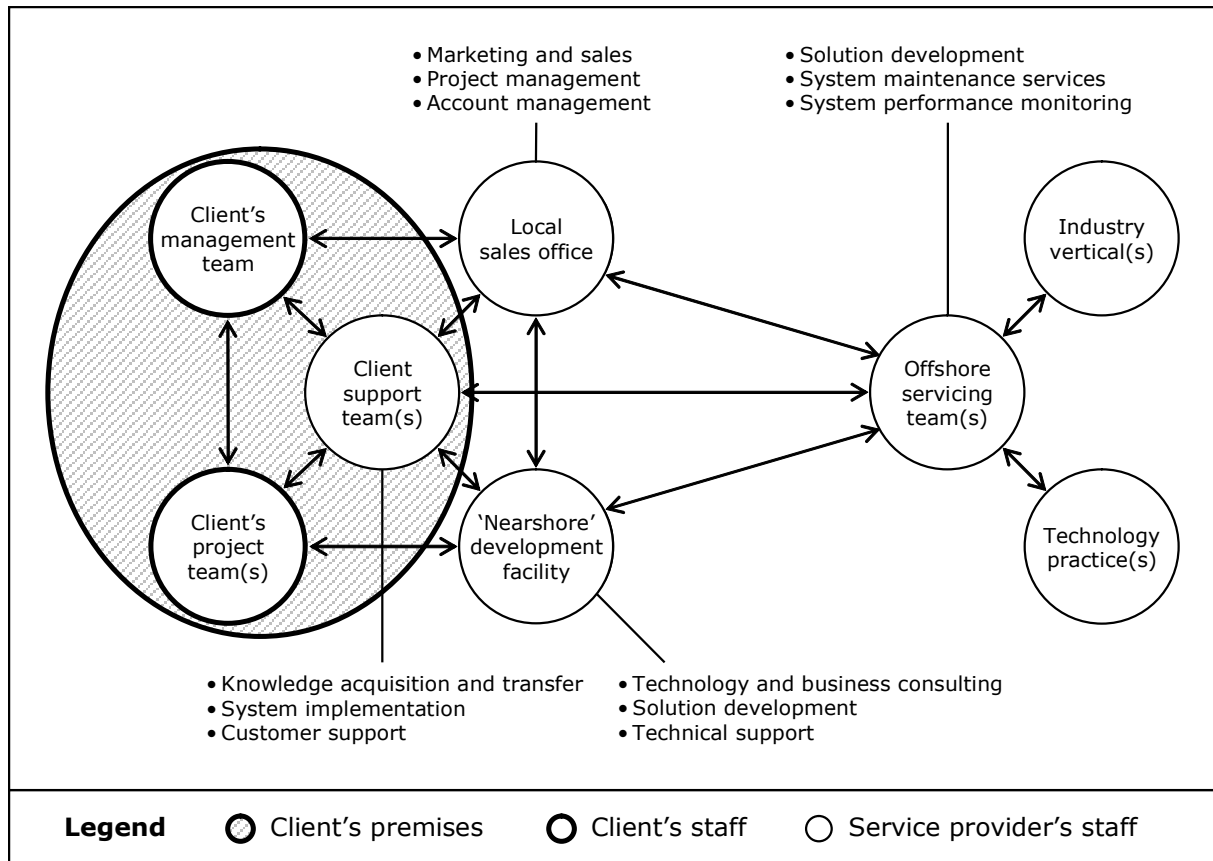 • Marketing and sales
• Project management
• Account management
• Solution development
• System maintenance services
• System performance monitoring
Client’s
management
team
Local
sales office
Industry
vertical(s)
Client
support
team(s)
Offshore
servicing
team(s)
Client’s
project
team(s)
‘Nearshore’
development
facility
Technology
practice(s)
• Knowledge acquisition and transfer
• System implementation
• Customer support
• Technology and business consulting
• Solution development
• Technical support
Legend Client’s premises Client’s staff Service provider’s staff